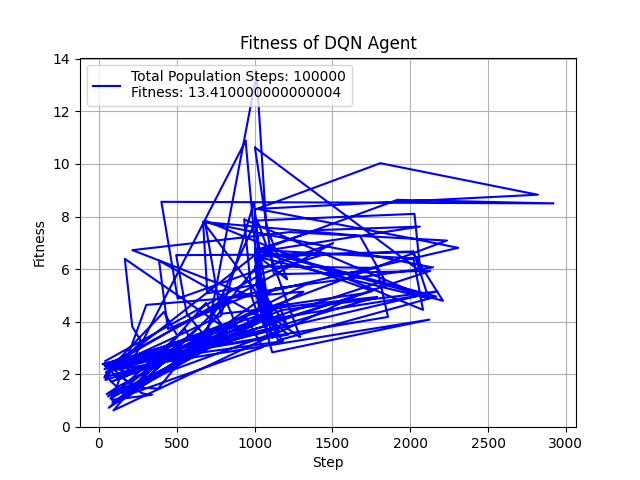 Fitness of DQN Agent
Total Population Steps: 100000
Fitness: 13.410000000000004
14
12
10
8
6
4
2
0
Fitness
0 500 1000 1500 2000 2500 3000
Step